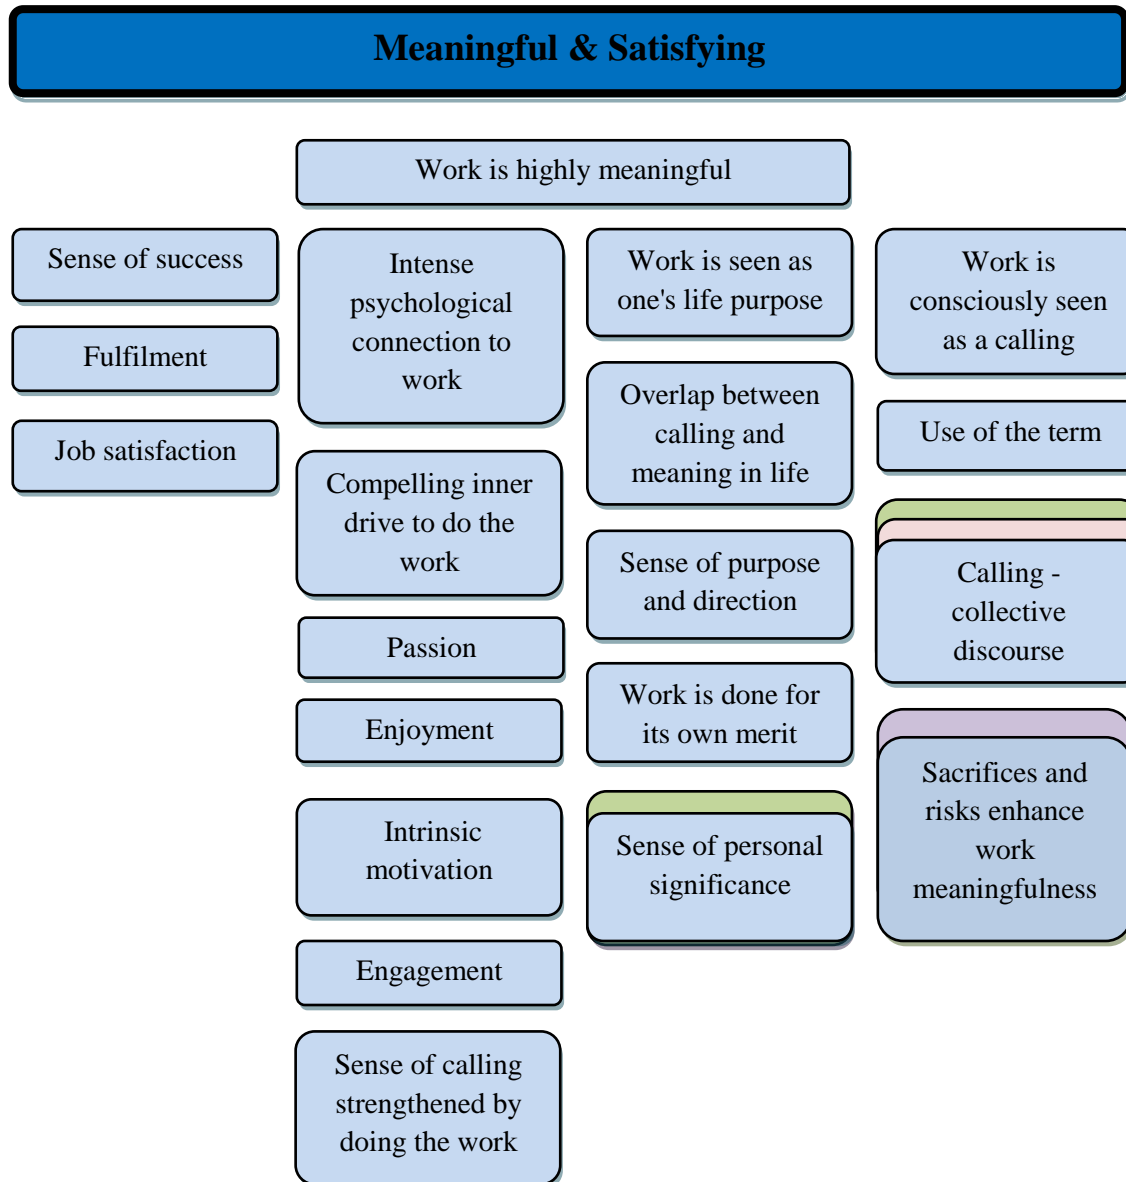 Meaningful & Satisfying
Work is highly meaningful
Sense of success
Fulfilment
Job satisfaction
Intense
psychological
connection to
work
Compelling inner
drive to do the
work
Passion
Enjoyment
Intrinsic
motivation
Engagement
Sense of calling
strengthened by
doing the work
Work is seen as
one's life purpose
Overlap between
calling and
meaning in life
Sense of purpose
and direction
Work is done for
its own merit
Sense of personal
significance
Work is
consciously seen
as a calling
Use of the term
Calling -
collective
discourse
Sacrifices and
risks enhance
work
meaningfulness